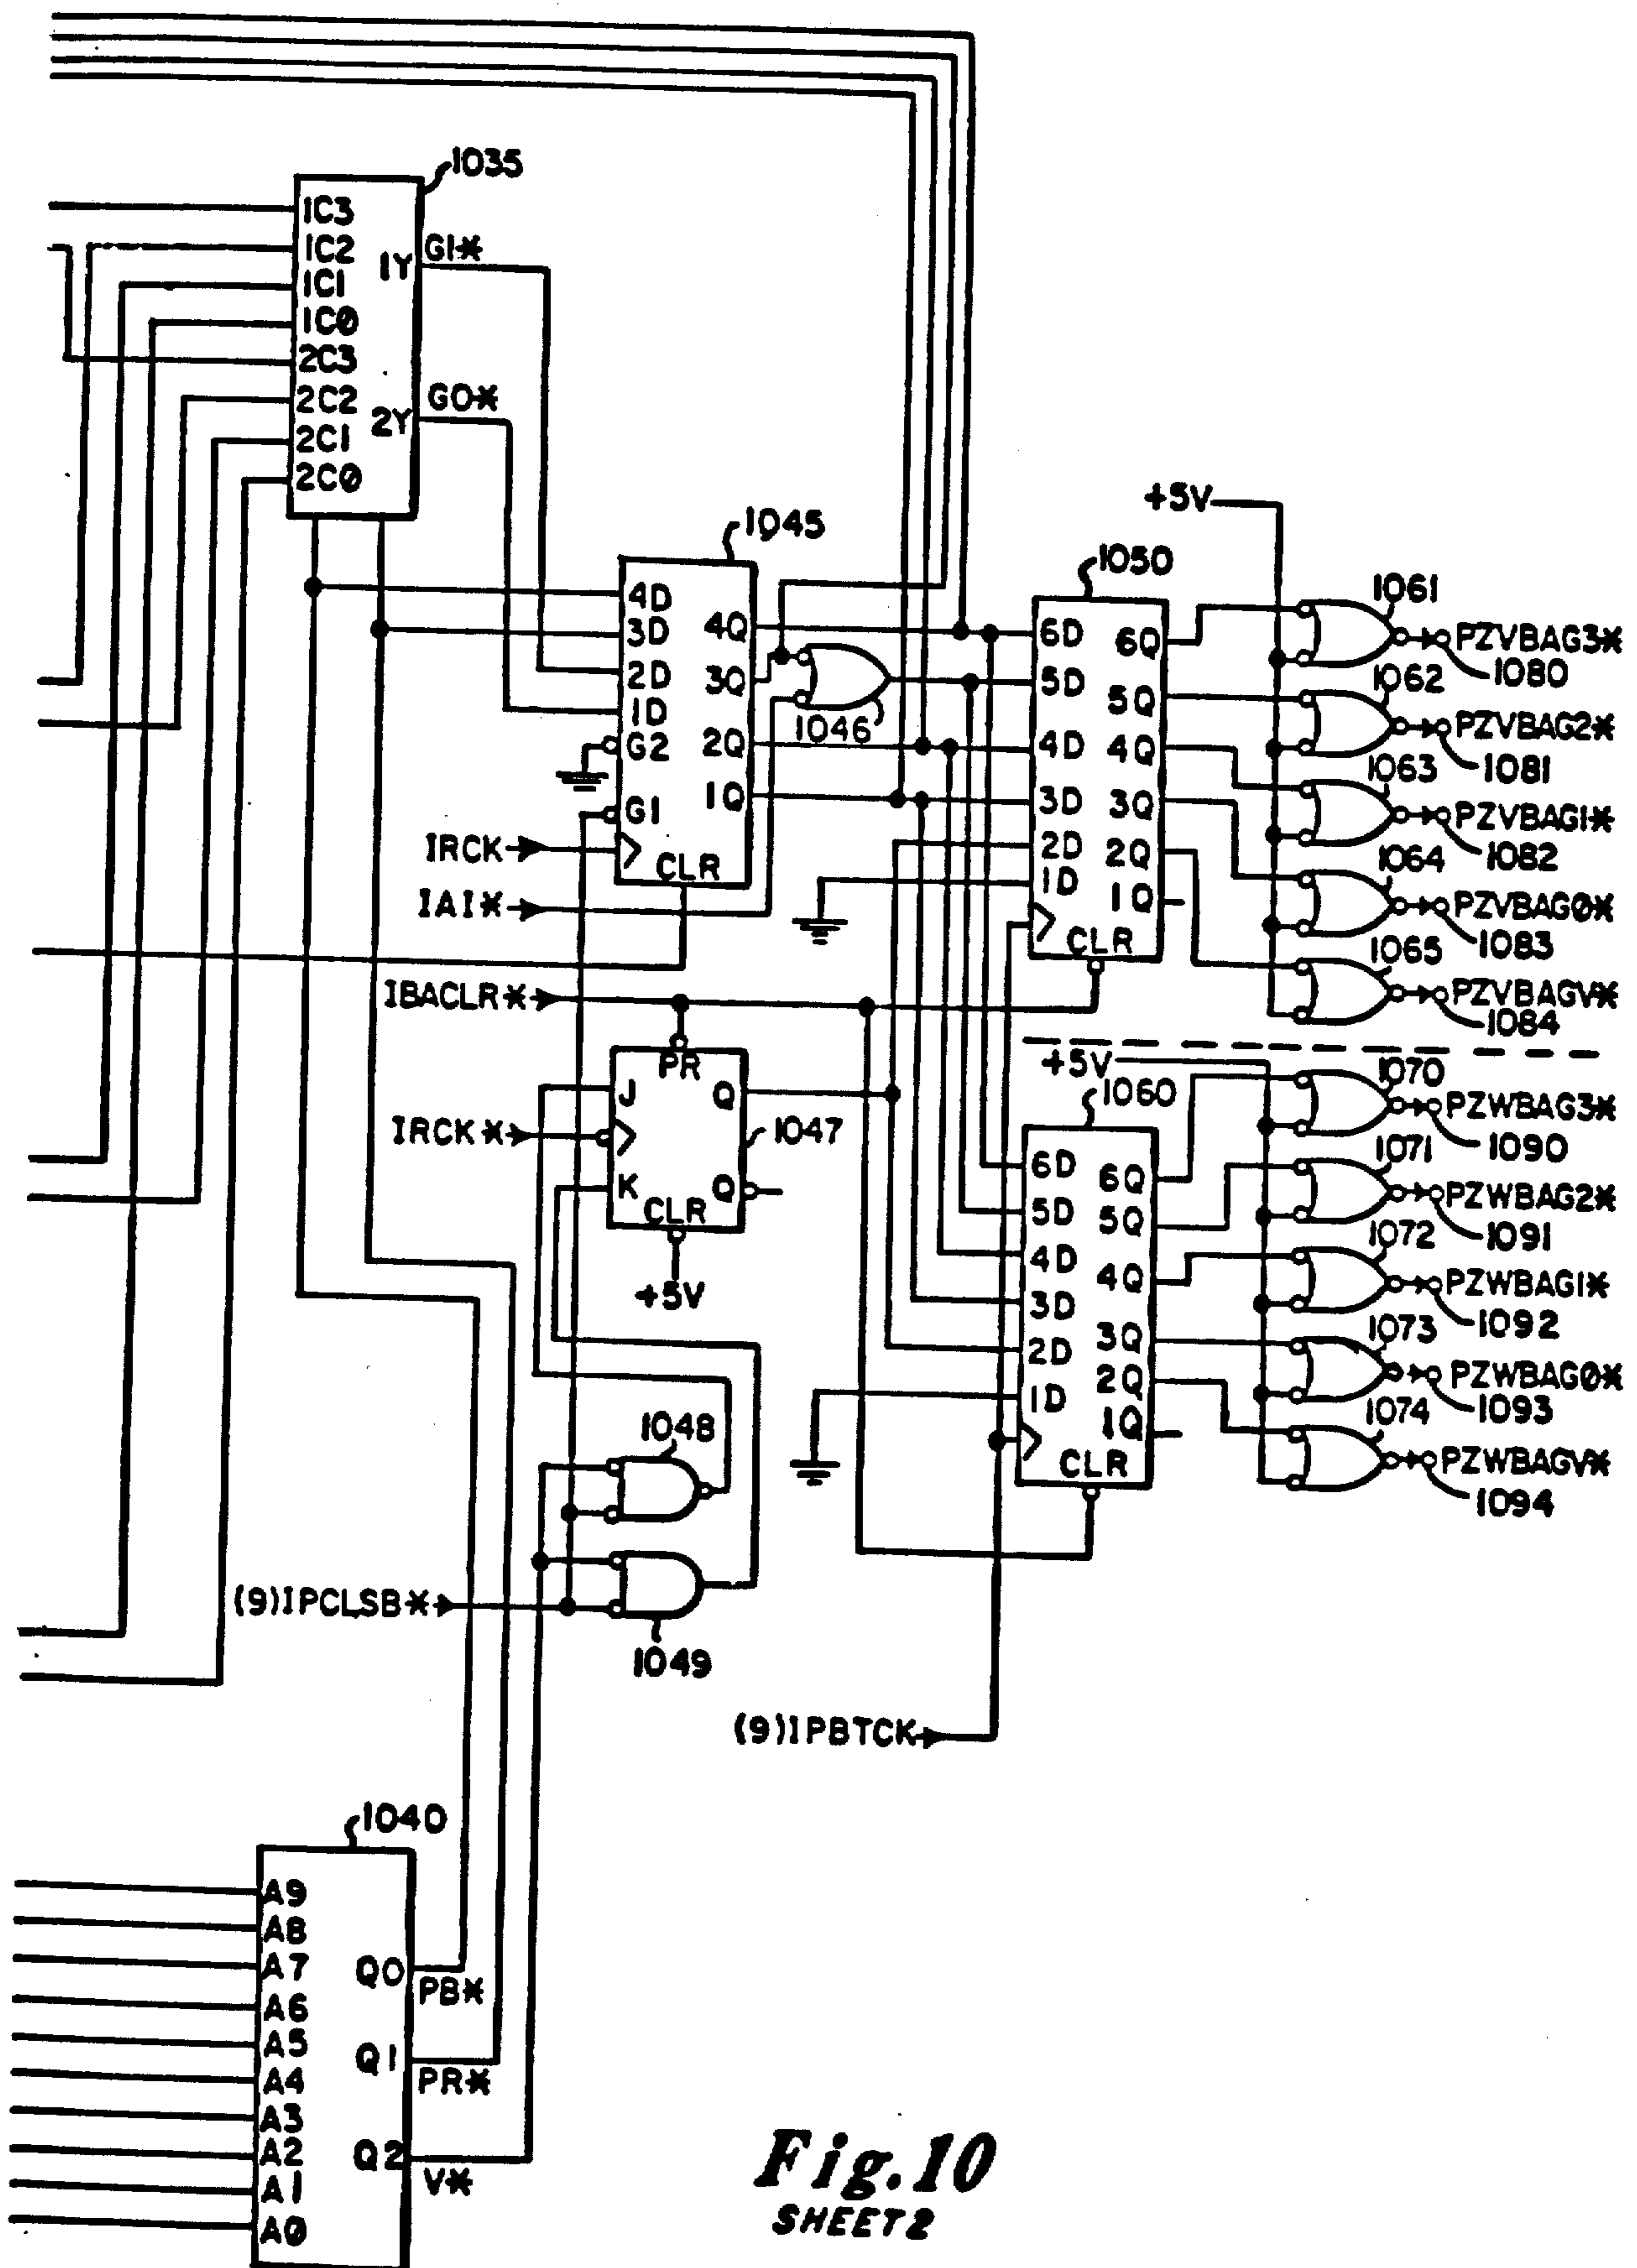 1035
1C3
1C2
1C1
1C0
2C3
2C2
2C1
2C0
1Y
2Y
G1*
G0*
1045
4D
3D
2D
1D
G2
G1
4Q
3Q
2Q
1Q
CLR
IRCK
IAI*
1046
1050
6D
5D
4D
3D
2D
1D
6Q
5Q
4Q
3Q
2Q
1Q
CLR
+5V
1061
PZVBAG3*
1080
1062
PZVBAG2*
1081
1063
PZVBAG1*
1082
1064
PZVBAG0*
1083
1065
PZVBAGV*
1084
IBACLR*
PR
J
Q
IRCK*
1047
K
Q
CLR
+5V
+5V
1060
6D
5D
4D
3D
2D
1D
6Q
5Q
4Q
3Q
2Q
1Q
CLR
1070
PZWBAG3*
1090
1071
PZWBAG2*
1091
1072
PZWBAG1*
1092
1073
PZWBAG0*
1093
1074
PZWBAGV*
1094
1048
(9)IPCLSB*
1049
(9)IPBTCK
1040
A9
A8
A7
A6
A5
A4
A3
A2
A1
A0
Q0
PB*
Q1
PR*
Q2
V*
Fig.10
SHEET2